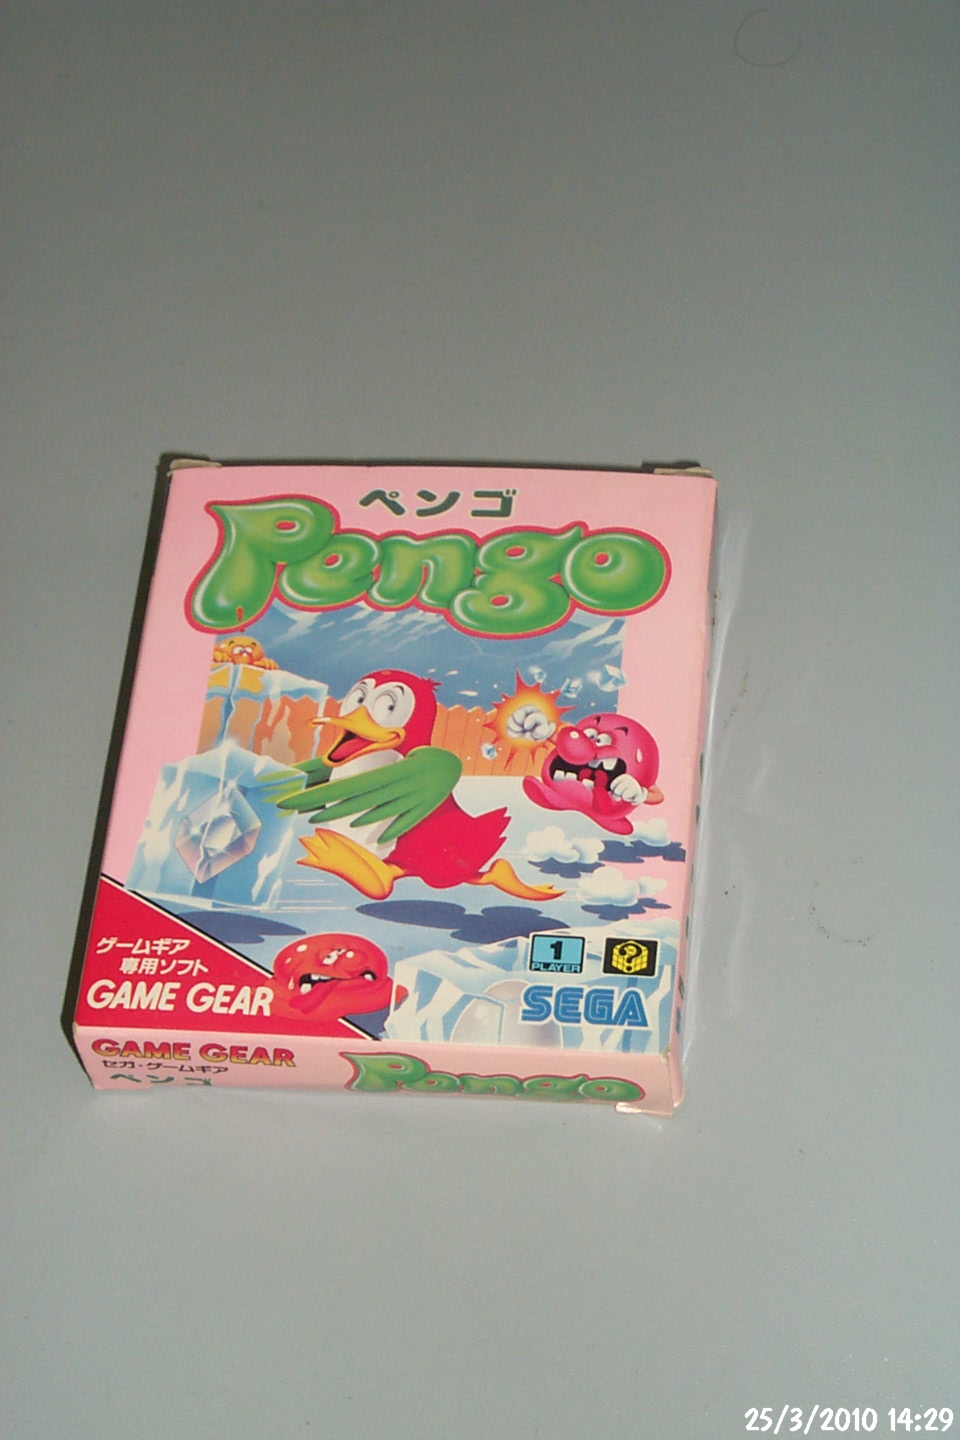 ペンゴ
Pengo
ゲームギア
専用ソフト
GAME GEAR
1
PLAYER
SEGA
GAME GEAR
セガ・ゲームギア
ペンゴ
Pengo
25/3/2010 14:29